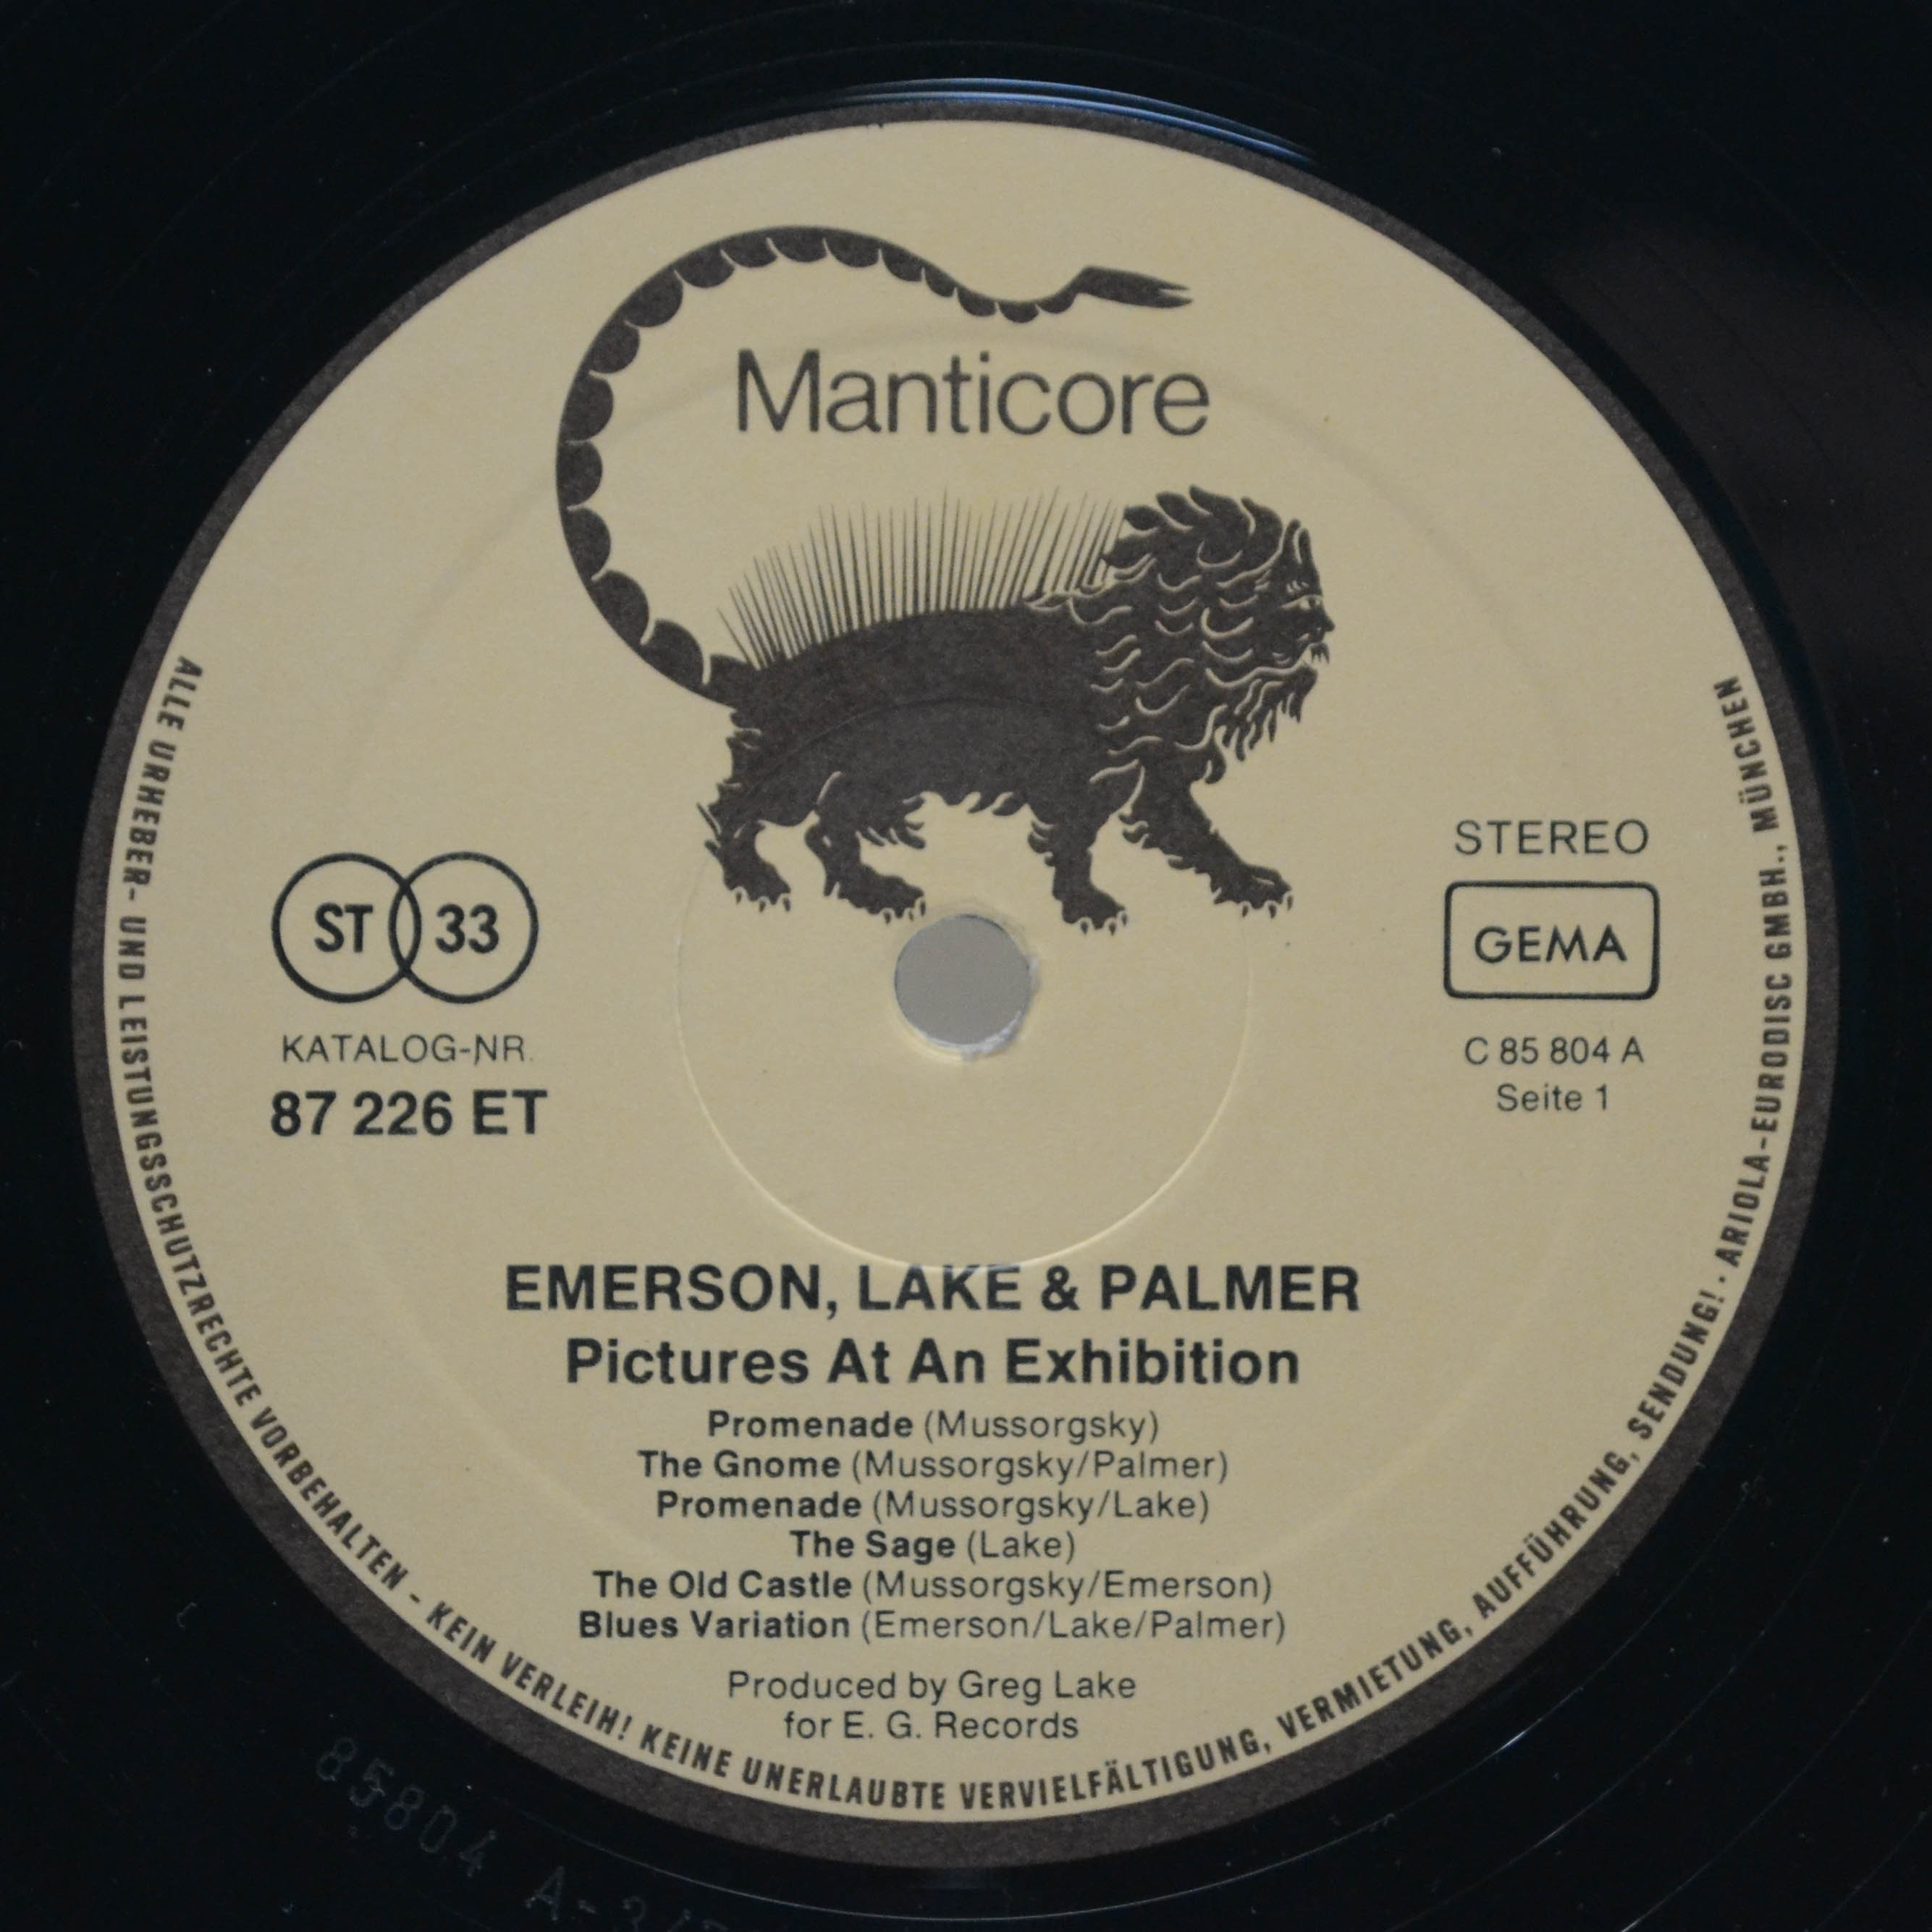 Manticore
ST 33
KATALOG-NR.
87 226 ET
STEREO
GEMA
C 85 804 A
Seite 1
EMERSON, LAKE & PALMER
Pictures At An Exhibition
Promenade (Mussorgsky)
The Gnome (Mussorgsky/Palmer)
Promenade (Mussorgsky/Lake)
The Sage (Lake)
The Old Castle (Mussorgsky/Emerson)
Blues Variation (Emerson/Lake/Palmer)
Produced by Greg Lake
for E. G. Records
ALLE URHEBER- UND LEISTUNGSSCHUTZRECHTE VORBEHALTEN - KEIN VERLEIH! KEINE UNERLAUBTE VERVIELFÄLTIGUNG, VERMIETUNG, AUFFÜHRUNG, SENDUNG! · ARIOLA-EURODISC GMBH., MÜNCHEN
85804 A-3/